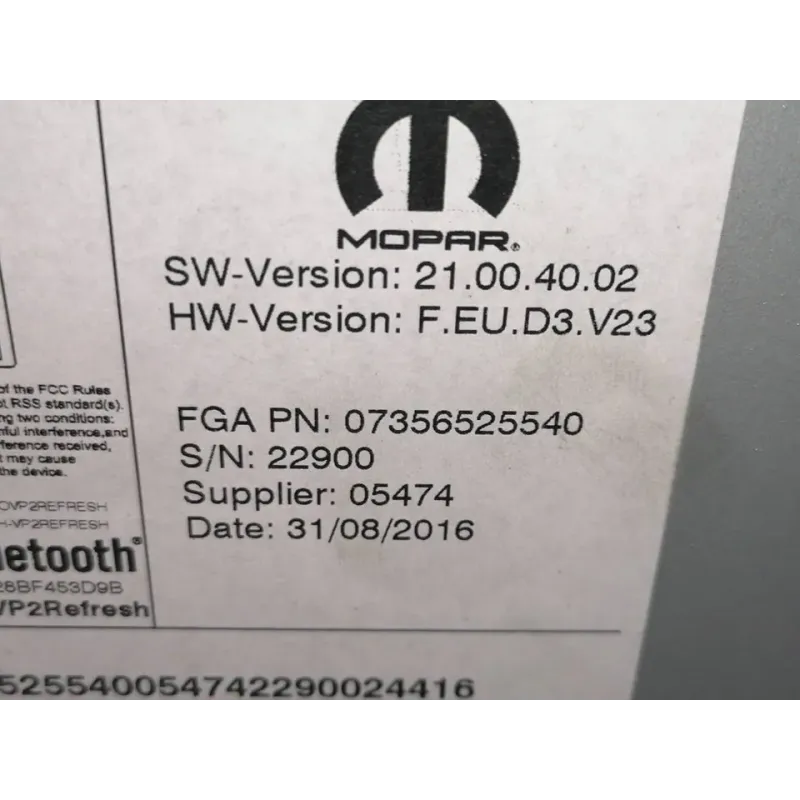 MOPAR®
SW-Version: 21.00.40.02
HW-Version: F.EU.D3.V23
of the FCC Rules
RSS standard(s).
two conditions:
interference,and
received,
may cause
the device.
FGA PN: 07356525540
S/N: 22900
Supplier: 05474
Date: 31/08/2016
VP2REFRESH
H-VP2REFRESH
etooth®
28BF453D9B
VP2Refresh
525540054742290024416